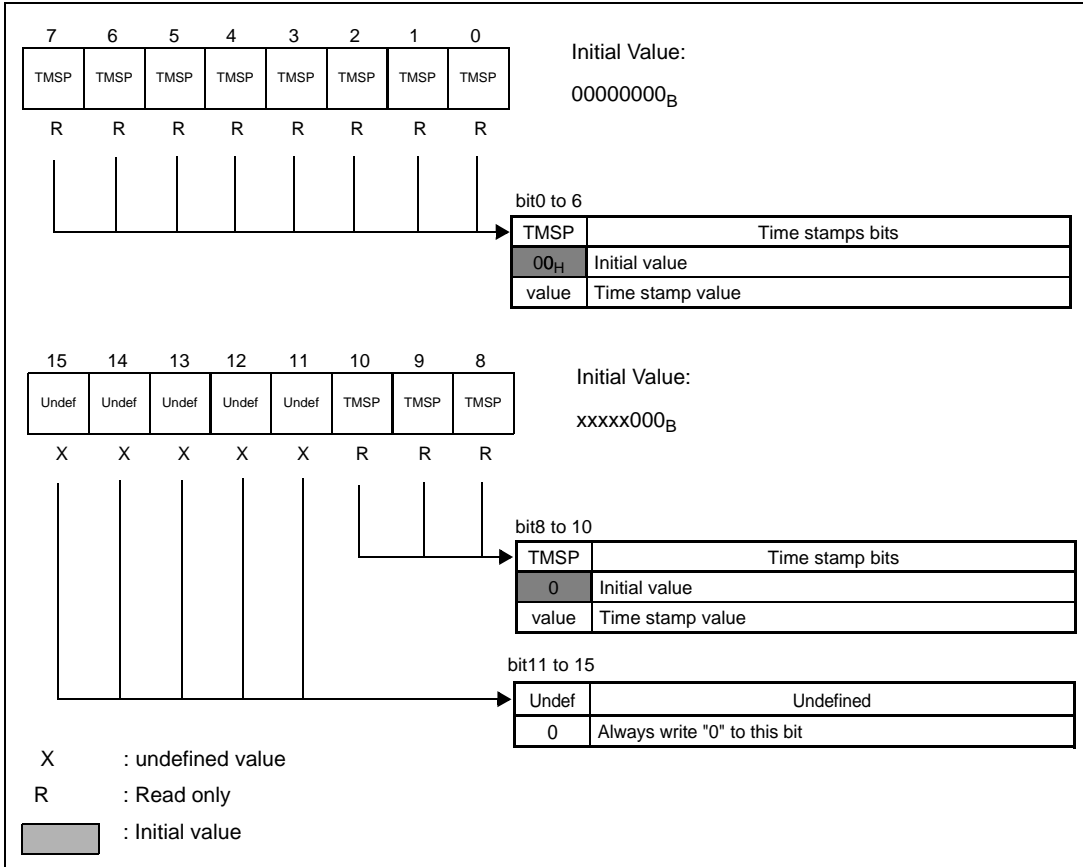 7 6 5 4 3 2 1 0
TMSP TMSP TMSP TMSP TMSP TMSP TMSP TMSP
R R R R R R R R
Initial Value:
00000000B
bit0 to 6
TMSP Time stamps bits
00H Initial value
value Time stamp value
15 14 13 12 11 10 9 8
Undef Undef Undef Undef Undef TMSP TMSP TMSP
X X X X X R R R
Initial Value:
xxxxx000B
bit8 to 10
TMSP Time stamp bits
0 Initial value
value Time stamp value
bit11 to 15
Undef Undefined
0 Always write "0" to this bit
X : undefined value
R : Read only
: Initial value